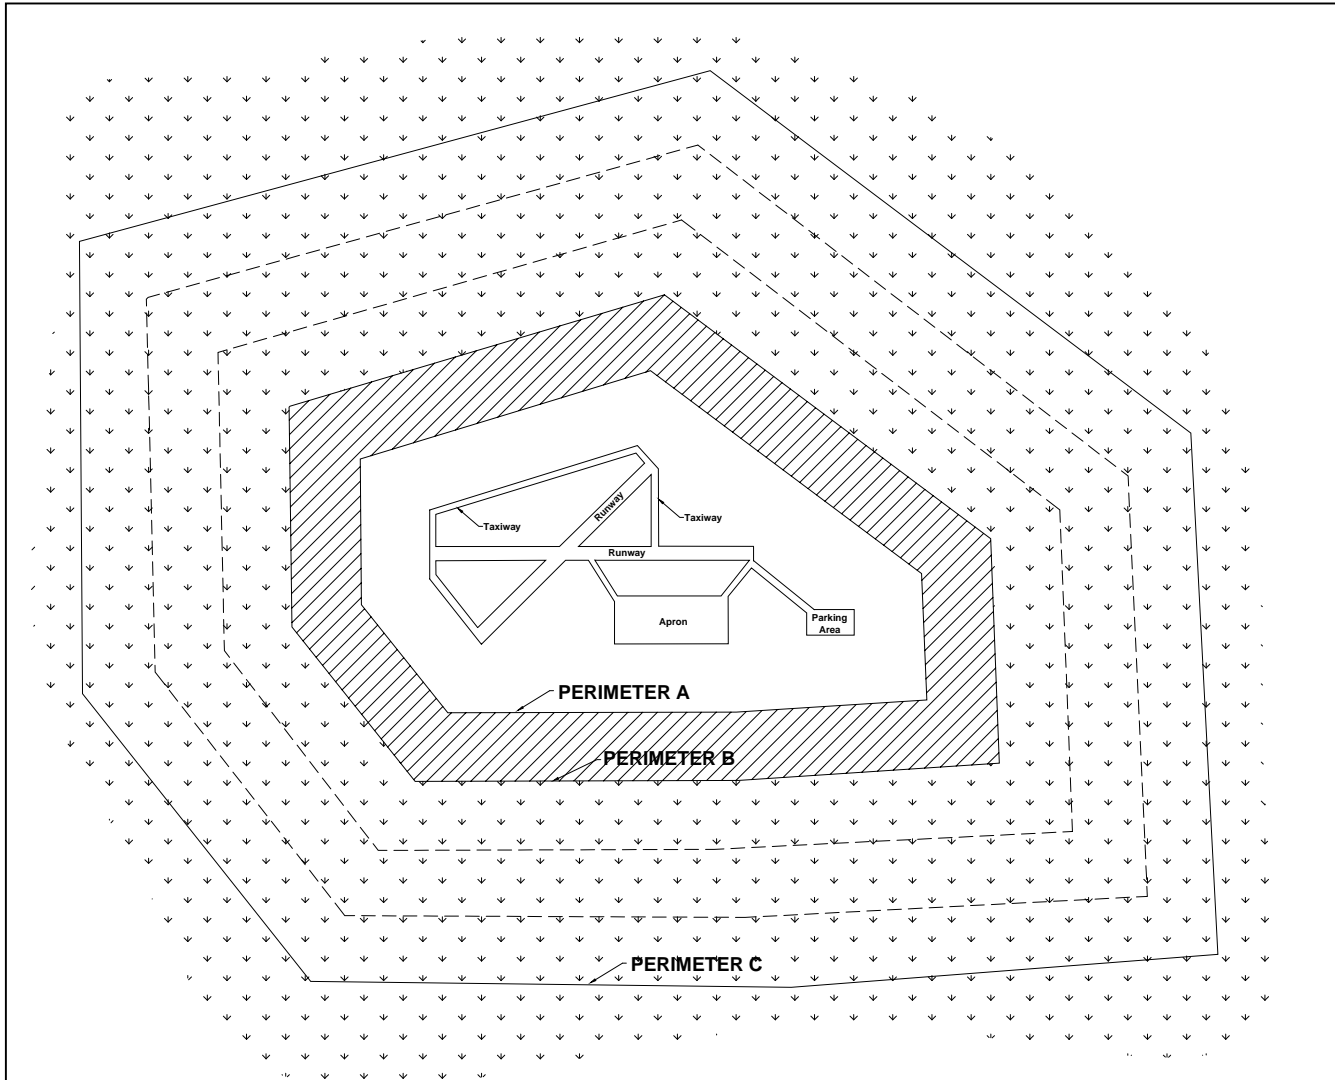 Runway
Taxiway
Taxiway
Runway
Parking
Area
Apron
PERIMETER A
PERIMETER B
PERIMETER C